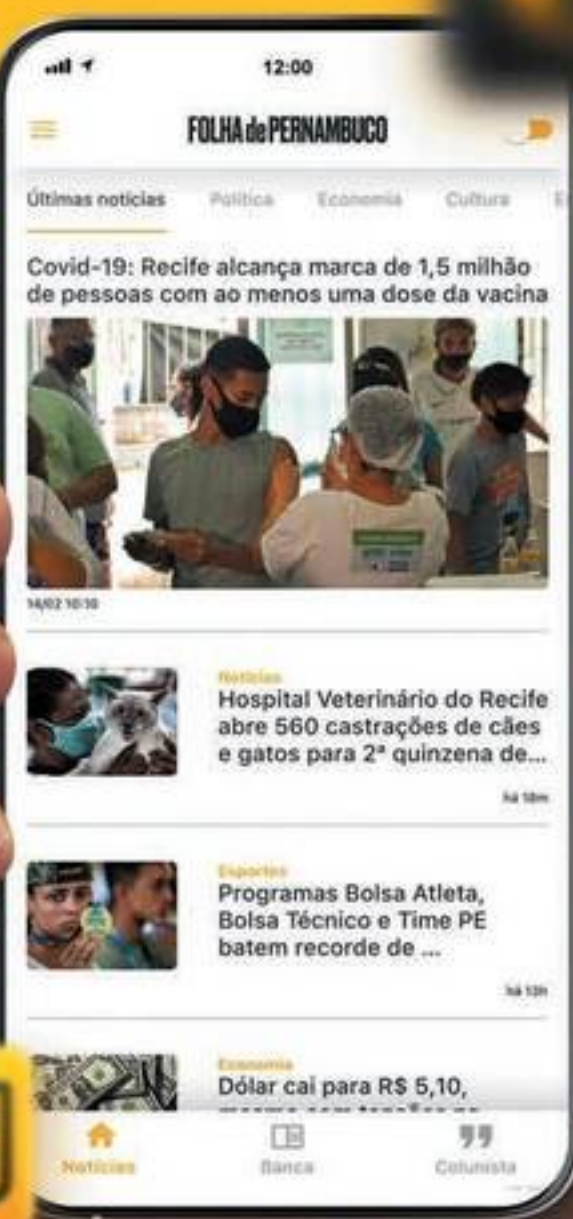 12:00
FOLHA de PERNAMBUCO
Últimas notícias Política Economia Cultura
Covid-19: Recife alcança marca de 1,5 milhão
de pessoas com ao menos uma dose da vacina
14/02 10:10
Notícias
Hospital Veterinário do Recife
abre 560 castrações de cães
e gatos para 2ª quinzena de...
há 10m
Esportes
Programas Bolsa Atleta,
Bolsa Técnico e Time PE
batem recorde de ...
há 13h
Economia
Dólar cai para R$ 5,10,
Notícias Banca Colunista